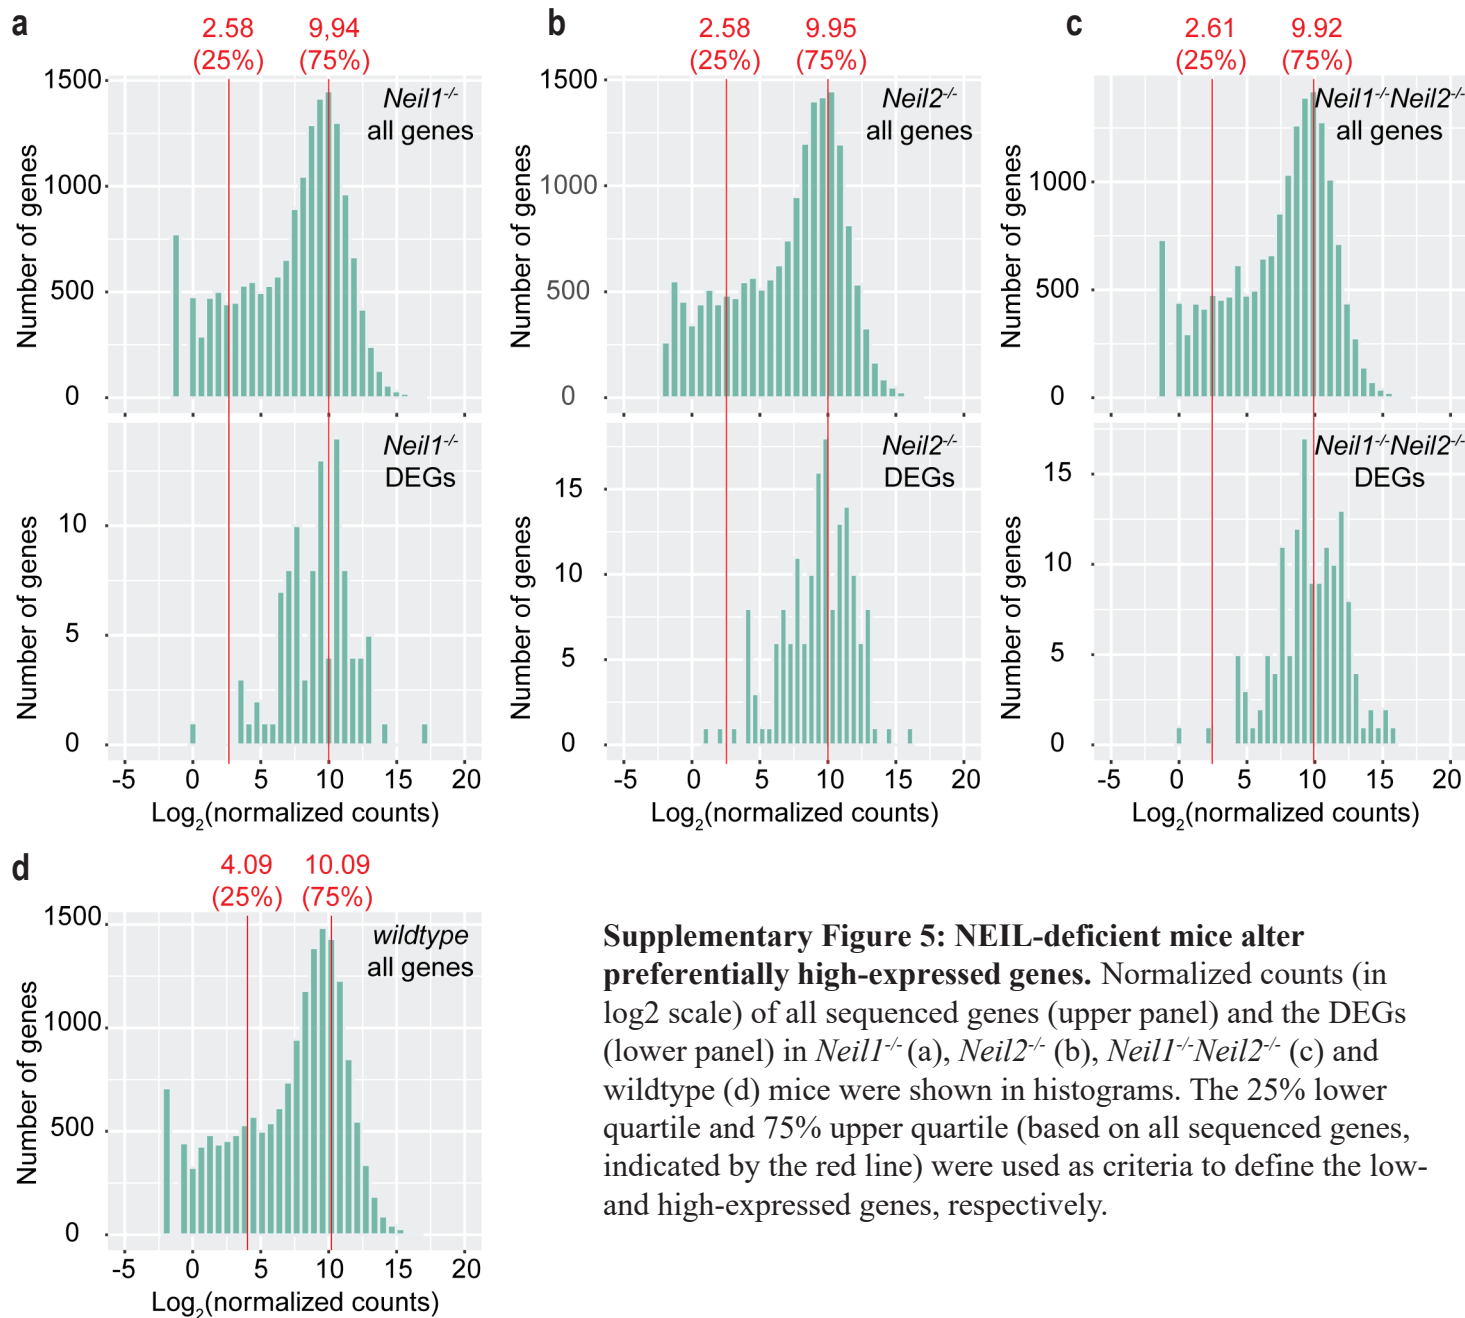 a
2.58
(25%)
9,94
(75%)
Neil1-/-
all genes
Number of genes
1500
1000
500
0
Neil1-/-
DEGs
Number of genes
10
5
0
-5 0 5 10 15 20
Log2(normalized counts)
b
2.58
(25%)
9.95
(75%)
Neil2-/-
all genes
Number of genes
1500
1000
500
0
Neil2-/-
DEGs
Number of genes
15
10
5
0
-5 0 5 10 15 20
Log2(normalized counts)
c
2.61
(25%)
9.92
(75%)
Neil1-/-Neil2-/-
all genes
Number of genes
1000
500
0
Neil1-/-Neil2-/-
DEGs
Number of genes
15
10
5
0
-5 0 5 10 15 20
Log2(normalized counts)
d
4.09
(25%)
10.09
(75%)
wildtype
all genes
Number of genes
1500
1000
500
0
-5 0 5 10 15 20
Log2(normalized counts)
Supplementary Figure 5: NEIL-deficient mice alter
preferentially high-expressed genes. Normalized counts (in
log2 scale) of all sequenced genes (upper panel) and the DEGs
(lower panel) in Neil1-/- (a), Neil2-/- (b), Neil1-/-Neil2-/- (c) and
wildtype (d) mice were shown in histograms. The 25% lower
quartile and 75% upper quartile (based on all sequenced genes,
indicated by the red line) were used as criteria to define the low-
and high-expressed genes, respectively.